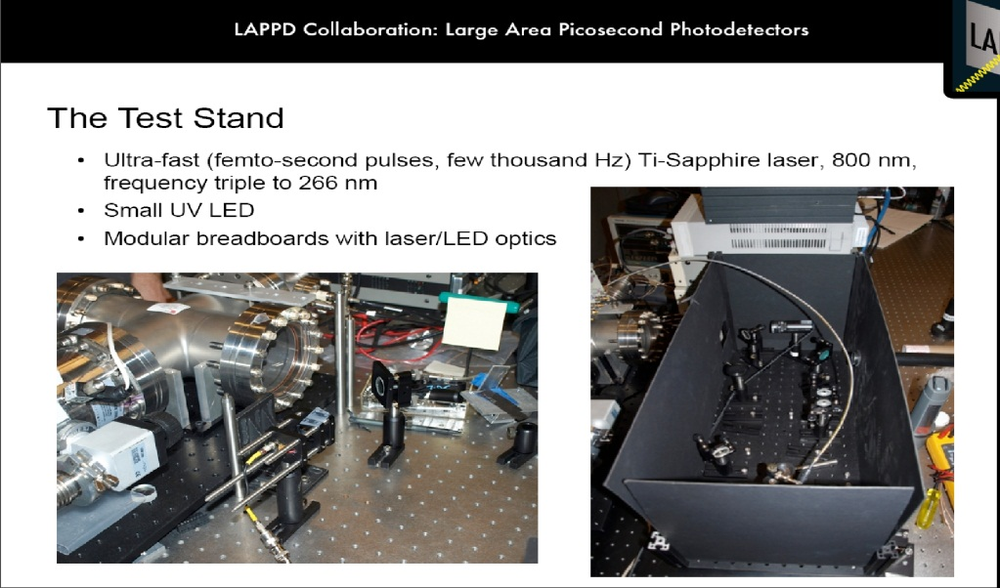 LAPPD Collaboration: Large Area Picosecond Photodetectors
LA
The Test Stand
• Ultra-fast (femto-second pulses, few thousand Hz) Ti-Sapphire laser, 800 nm,
frequency triple to 266 nm
• Small UV LED
• Modular breadboards with laser/LED optics